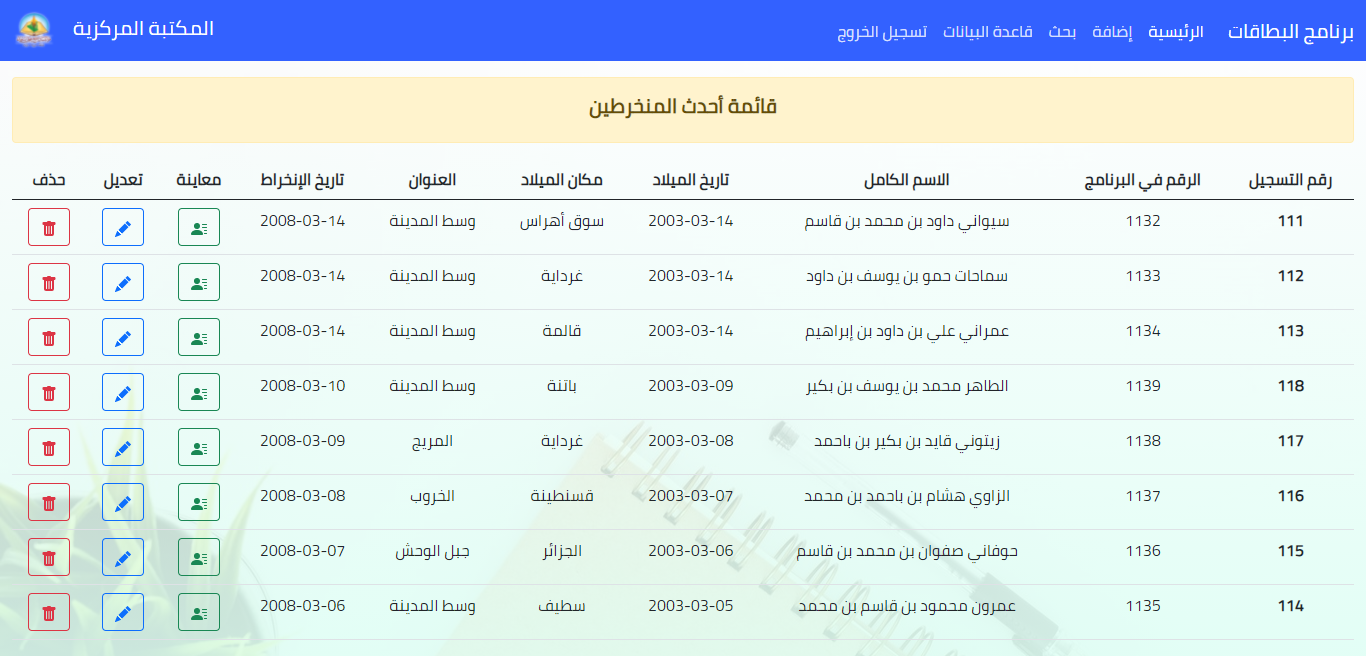 برنامج البطاقات الرئيسية إضافة بحث قاعدة البيانات تسجيل الخروج المكتبة المركزية
قائمة أحدث المنخرطين
رقم التسجيل الرقم في البرنامج الاسم الكامل تاريخ الميلاد مكان الميلاد العنوان تاريخ الإنخراط معاينة تعديل حذف
111 1132 سيواني داود بن محمد بن قاسم 2003-03-14 سوق أهراس وسط المدينة 2008-03-14
112 1133 سماحات حمو بن يوسف بن داود 2003-03-14 غرداية وسط المدينة 2008-03-14
113 1134 عمراني علي بن داود بن إبراهيم 2003-03-14 قالمة وسط المدينة 2008-03-14
118 1139 الطاهر محمد بن يوسف بن بكير 2003-03-09 باتنة وسط المدينة 2008-03-10
117 1138 زيتوني قايد بن بكير بن باحمد 2003-03-08 غرداية المريج 2008-03-09
116 1137 الزاوي هشام بن باحمد بن محمد 2003-03-07 قسنطينة الخروب 2008-03-08
115 1136 حوفاني صفوان بن محمد بن قاسم 2003-03-06 الجزائر جبل الوحش 2008-03-07
114 1135 عمرون محمود بن قاسم بن محمد 2003-03-05 سطيف وسط المدينة 2008-03-06